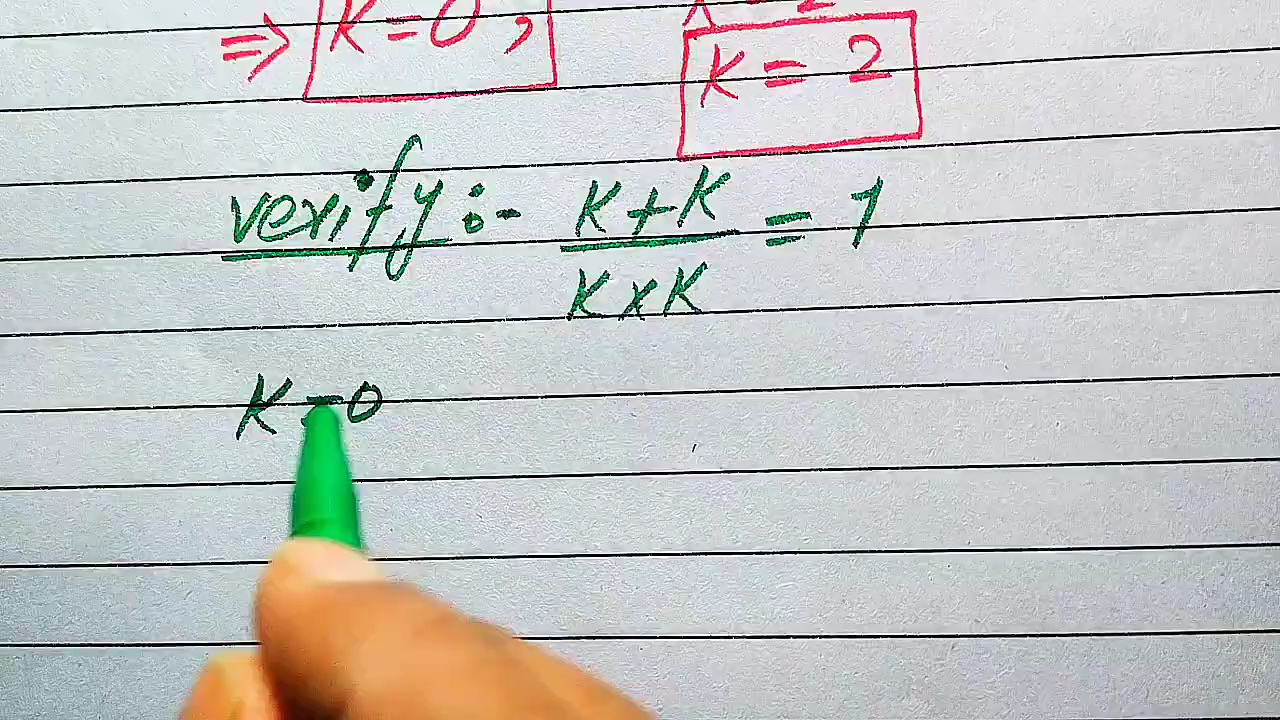 ⇒ K=0,
K = 2
verify:- K+K / K×K = 1
K=0